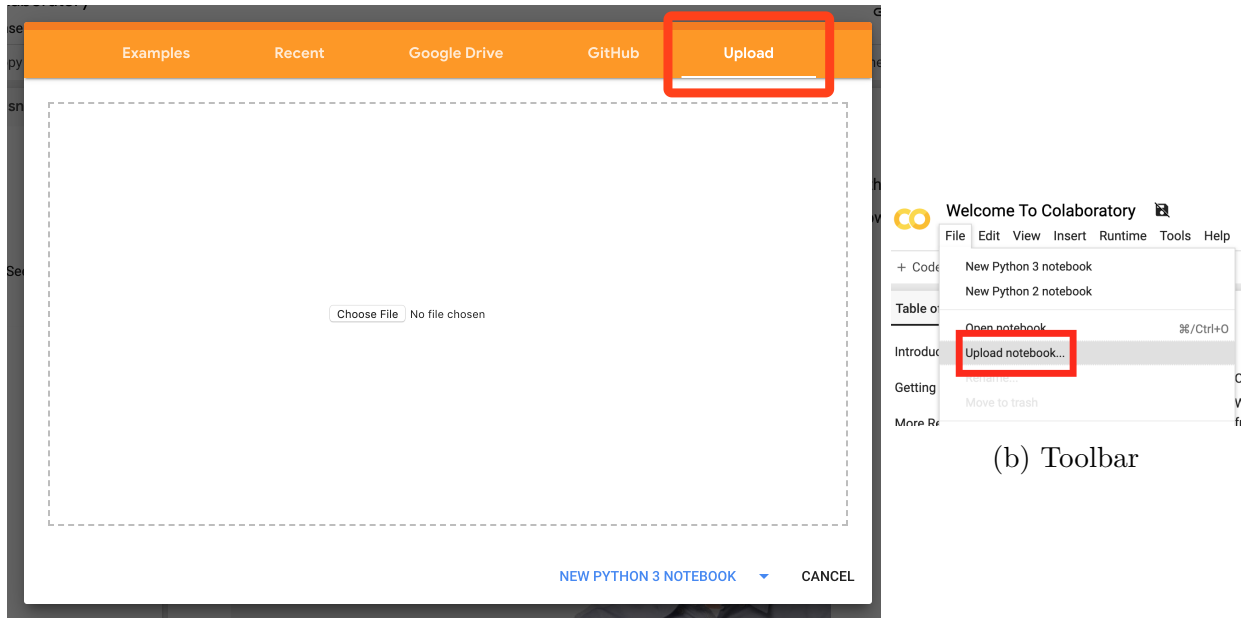 Examples Recent Google Drive GitHub Upload
Choose File No file chosen
NEW PYTHON 3 NOTEBOOK CANCEL
Welcome To Colaboratory
File Edit View Insert Runtime Tools Help
+ Code
New Python 3 notebook
New Python 2 notebook
Table of
Open notebook ⌘/Ctrl+O
Introduc
Upload notebook...
Rename...
Getting
Move to trash
More Re
(b) Toolbar